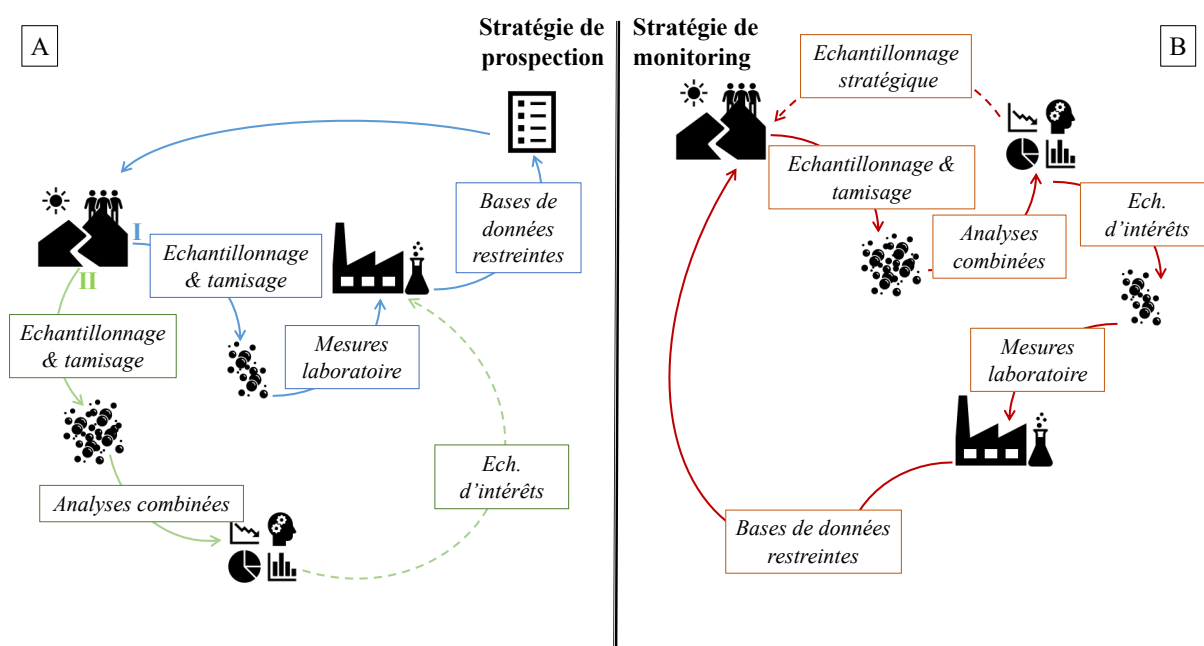 A
Stratégie de
prospection
I
II
Echantillonnage
& tamisage
Bases de
données
restreintes
Echantillonnage
& tamisage
Mesures
laboratoire
Ech.
d’intérêts
Analyses combinées
Stratégie de
monitoring
B
Echantillonnage
stratégique
Echantillonnage &
tamisage
Analyses
combinées
Ech.
d’intérêts
Mesures
laboratoire
Bases de données
restreintes